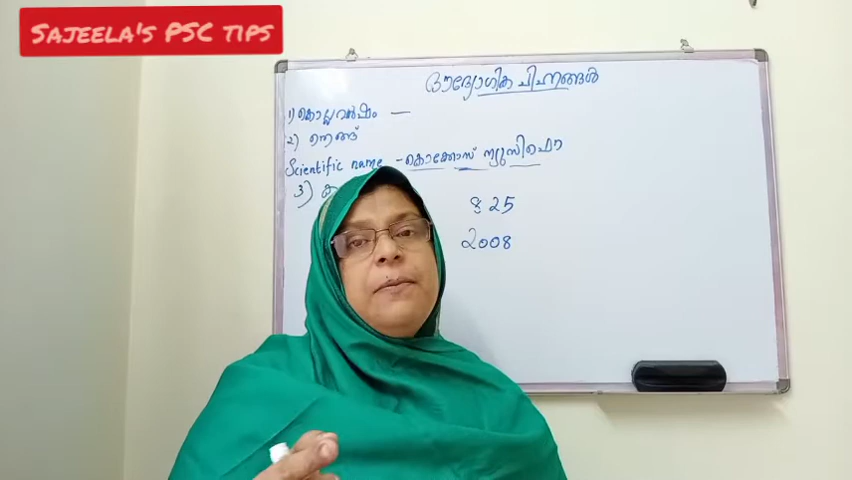 SAJEELA'S PSC TIPS
ഔദ്യോഗിക ചിഹ്നങ്ങൾ
1) കൊല്ലവർഷം —
2) തെങ്ങ്
Scientific name - കൊക്കോസ് ന്യുസിഫെറ
3) ക
825
2008